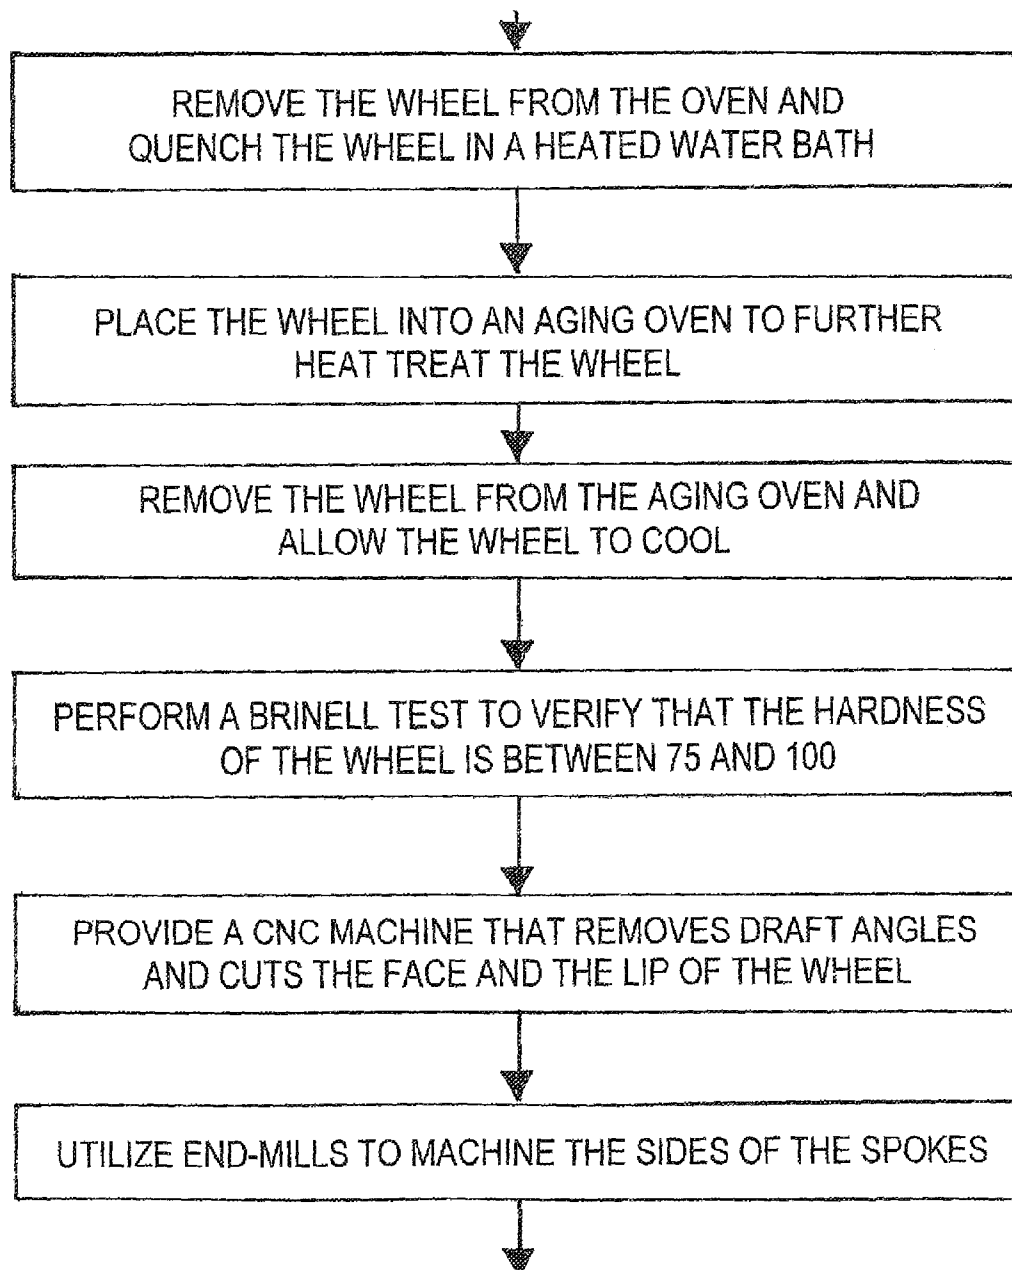 REMOVE THE WHEEL FROM THE OVEN AND
QUENCH THE WHEEL IN A HEATED WATER BATH
PLACE THE WHEEL INTO AN AGING OVEN TO FURTHER
HEAT TREAT THE WHEEL
REMOVE THE WHEEL FROM THE AGING OVEN AND
ALLOW THE WHEEL TO COOL
PERFORM A BRINELL TEST TO VERIFY THAT THE HARDNESS
OF THE WHEEL IS BETWEEN 75 AND 100
PROVIDE A CNC MACHINE THAT REMOVES DRAFT ANGLES
AND CUTS THE FACE AND THE LIP OF THE WHEEL
UTILIZE END-MILLS TO MACHINE THE SIDES OF THE SPOKES